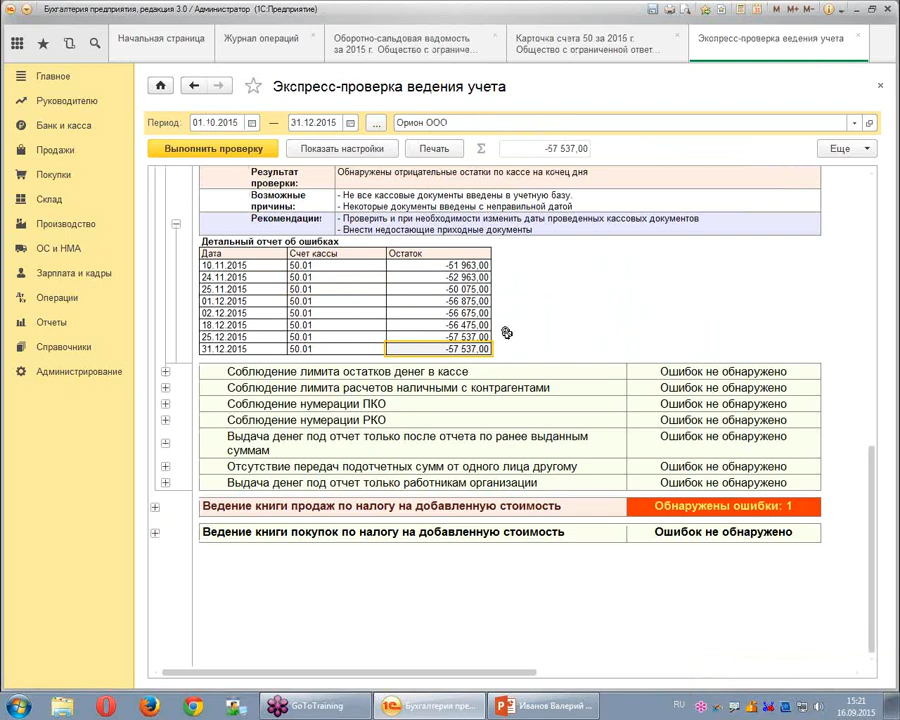 Бухгалтерия предприятия, редакция 3.0 / Администратор (1С:Предприятие)
M M+ M-
Начальная страница
Журнал операций
Оборотно-сальдовая ведомость
за 2015 г. Общество с ограниче...
Карточка счета 50 за 2015 г.
Общество с ограниченной ответ...
Экспресс-проверка ведения учета
Главное
Руководителю
Банк и касса
Продажи
Покупки
Склад
Производство
ОС и НМА
Зарплата и кадры
Операции
Отчеты
Справочники
Администрирование
Экспресс-проверка ведения учета
Период: 01.10.2015 — 31.12.2015 ... Орион ООО
Выполнить проверку Показать настройки Печать Σ -57 537,00 Еще
Результат проверки: Обнаружены отрицательные остатки по кассе на конец дня
Возможные причины: - Не все кассовые документы введены в учетную базу.
- Некоторые документы введены с неправильной датой
Рекомендации: - Проверить и при необходимости изменить даты проведенных кассовых документов
- Внести недостающие приходные документы
Детальный отчет об ошибках
Дата Счет кассы Остаток
10.11.2015 50.01 -51 963,00
24.11.2015 50.01 -52 963,00
25.11.2015 50.01 -50 075,00
01.12.2015 50.01 -56 875,00
02.12.2015 50.01 -56 675,00
18.12.2015 50.01 -56 475,00
25.12.2015 50.01 -57 537,00
31.12.2015 50.01 -57 537,00
Соблюдение лимита остатков денег в кассе Ошибок не обнаружено
Соблюдение лимита расчетов наличными с контрагентами Ошибок не обнаружено
Соблюдение нумерации ПКО Ошибок не обнаружено
Соблюдение нумерации РКО Ошибок не обнаружено
Выдача денег под отчет только после отчета по ранее выданным суммам Ошибок не обнаружено
Отсутствие передач подотчетных сумм от одного лица другому Ошибок не обнаружено
Выдача денег под отчет только работникам организации Ошибок не обнаружено
Ведение книги продаж по налогу на добавленную стоимость Обнаружены ошибки: 1
Ведение книги покупок по налогу на добавленную стоимость Ошибок не обнаружено
GoToTraining
Бухгалтерия пре...
Иванов Валерий ...
RU
15:21
16.09.2015